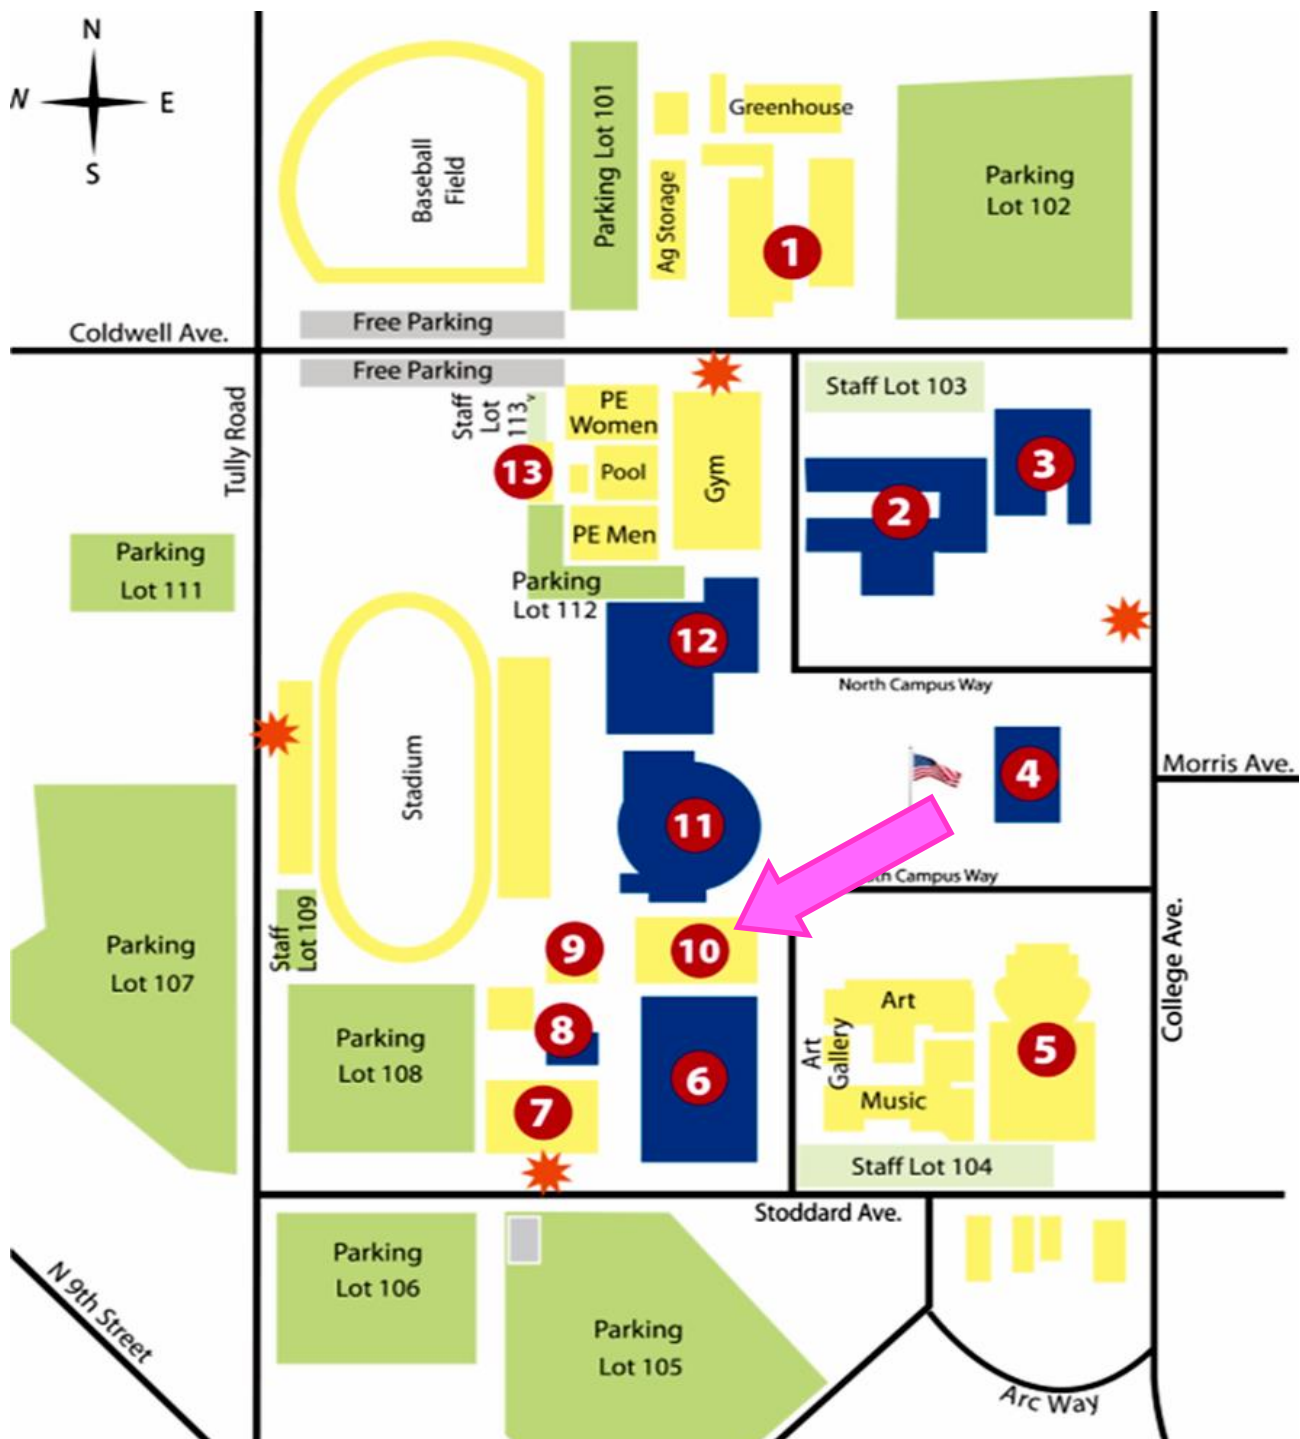 N
W
E
S
Baseball
Field
Parking Lot 101
Greenhouse
Ag Storage
1
Parking
Lot 102
Free Parking
Coldwell Ave.
Free Parking
Tully Road
Staff
Lot
113
PE
Women
13
Pool
PE Men
Gym
Staff Lot 103
2
3
Parking
Lot 111
Parking
Lot 112
12
North Campus Way
Stadium
11
4
Morris Ave.
Campus Way
Staff
Lot 109
Parking
Lot 107
9
10
8
Parking
Lot 108
7
6
Art
Art
Gallery
Music
5
College Ave.
Staff Lot 104
Stoddard Ave.
N 9th Street
Parking
Lot 106
Parking
Lot 105
Arc Way